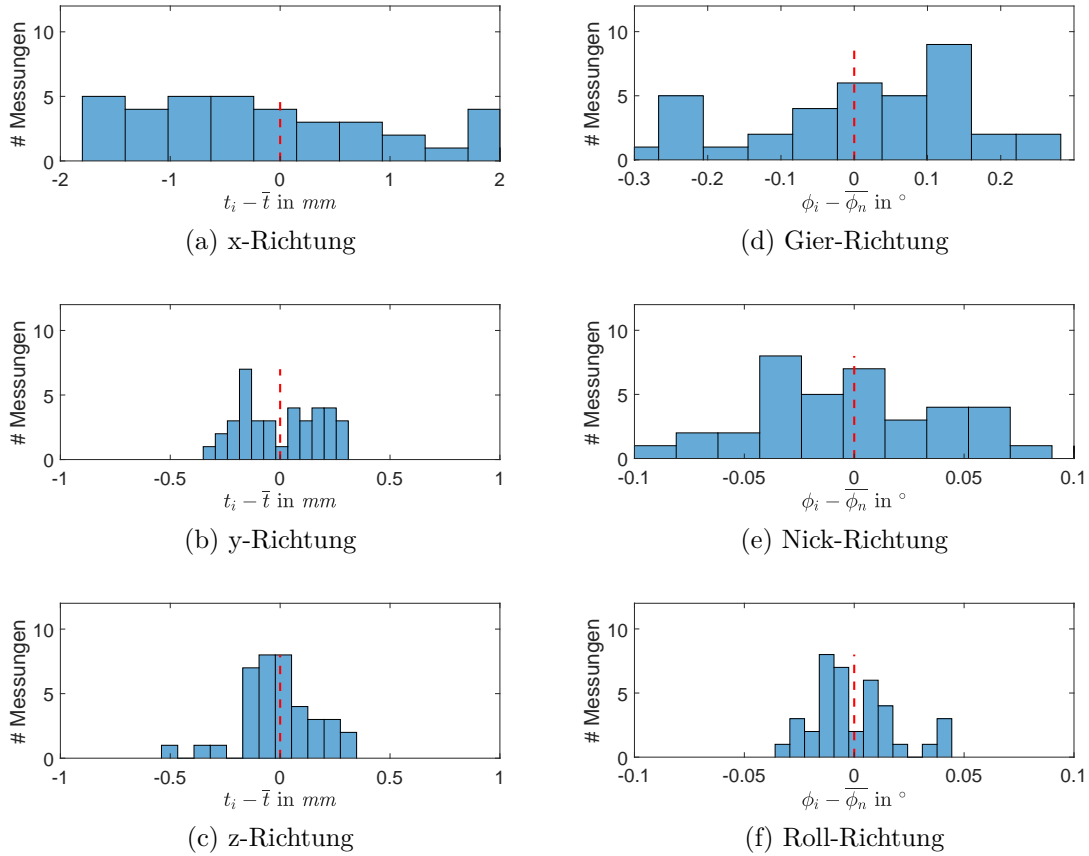 # Messungen
10
5
0
-2 -1 0 1 2
t_i − t̅ in mm
(a) x-Richtung
# Messungen
10
5
0
-0.3 -0.2 -0.1 0 0.1 0.2
ϕ_i − ϕ_n̅ in °
(d) Gier-Richtung
# Messungen
10
5
0
-1 -0.5 0 0.5 1
t_i − t̅ in mm
(b) y-Richtung
# Messungen
10
5
0
-0.1 -0.05 0 0.05 0.1
ϕ_i − ϕ_n̅ in °
(e) Nick-Richtung
# Messungen
10
5
0
-1 -0.5 0 0.5 1
t_i − t̅ in mm
(c) z-Richtung
# Messungen
10
5
0
-0.1 -0.05 0 0.05 0.1
ϕ_i − ϕ_n̅ in °
(f) Roll-Richtung